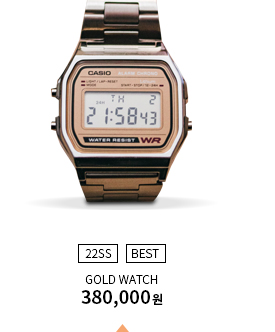 CASIO
ALARM CHRONO
LIGHT
WATER RESIST WR
TH 2
21:5843
22SS BEST
GOLD WATCH
380,000원